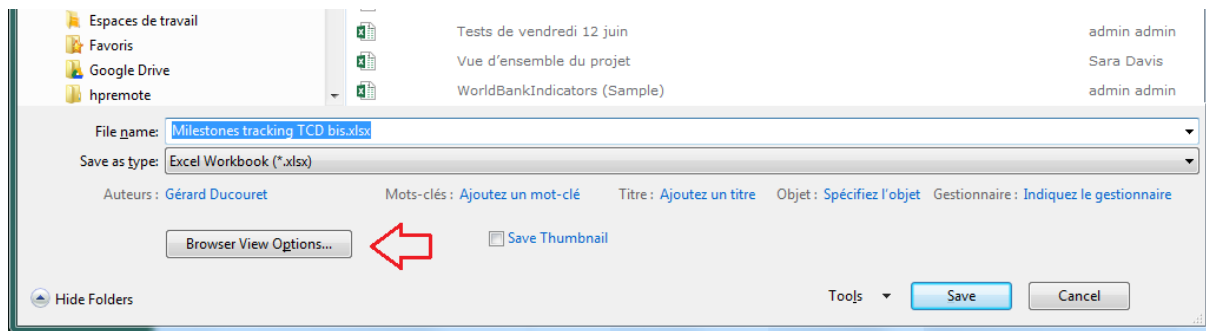 Espaces de travail
Favoris
Google Drive
hpremote
Tests de vendredi 12 juin admin admin
Vue d'ensemble du projet Sara Davis
WorldBankIndicators (Sample) admin admin
File name: Milestones tracking TCD bis.xlsx
Save as type: Excel Workbook (*.xlsx)
Auteurs : Gérard Ducouret Mots-clés : Ajoutez un mot-clé Titre : Ajoutez un titre Objet : Spécifiez l'objet Gestionnaire : Indiquez le gestionnaire
Browser View Options... Save Thumbnail
Hide Folders Tools Save Cancel